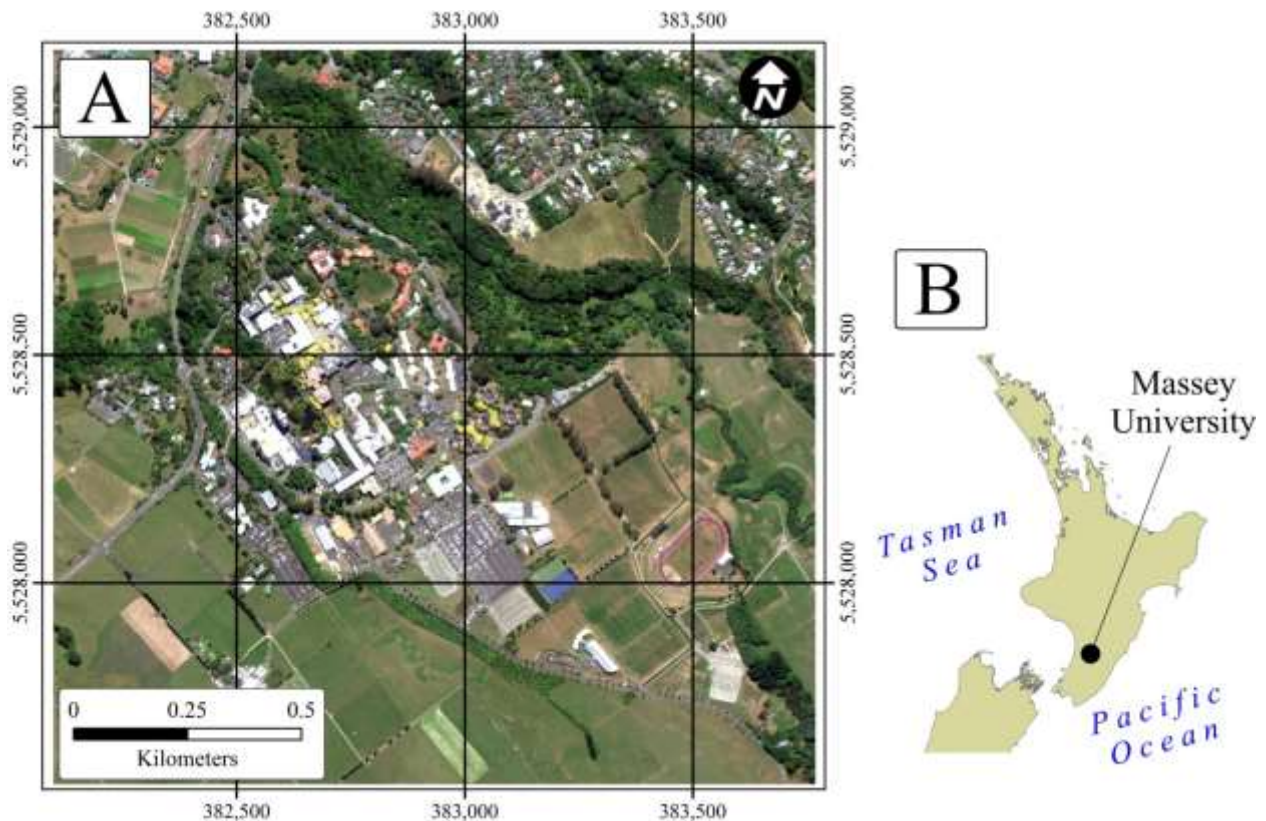 382,500
383,000
383,500
A
N
5,529,000
5,529,000
5,528,500
5,528,500
5,528,000
5,528,000
0
0.25
0.5
Kilometers
382,500
383,000
383,500
B
Massey
University
Tasman
Sea
Pacific
Ocean